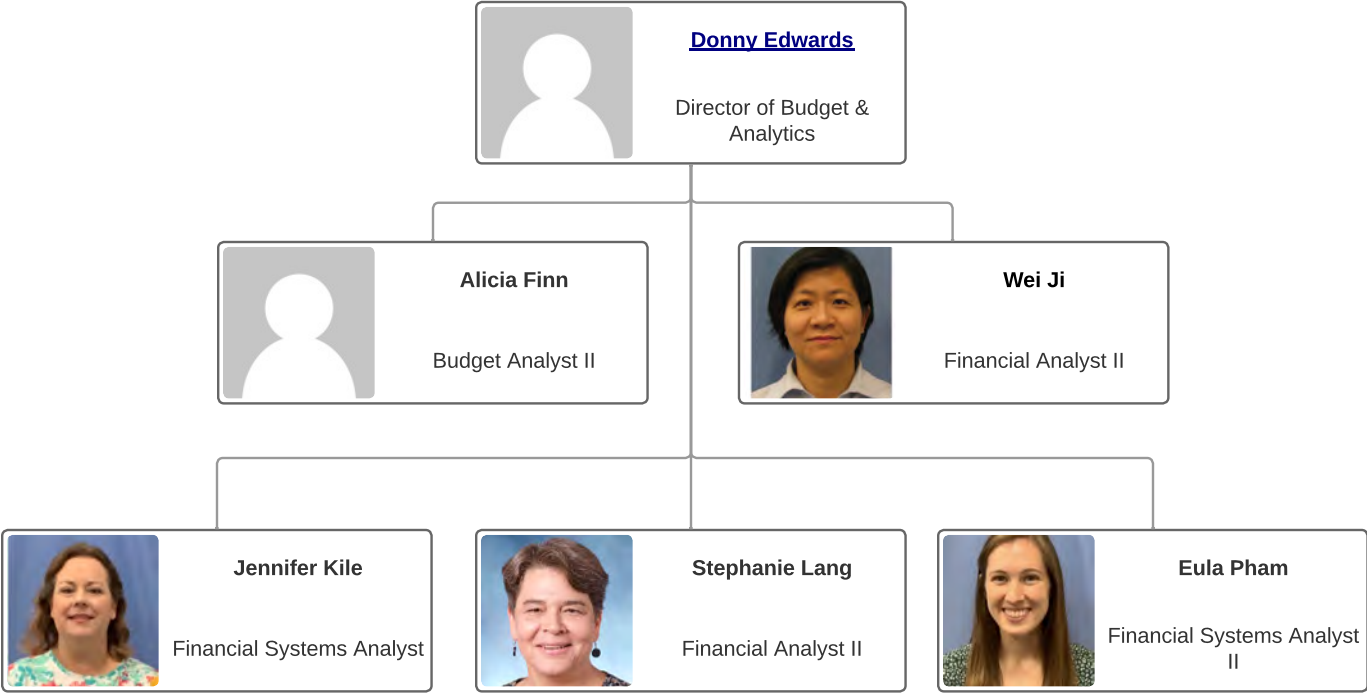 Donny Edwards
Director of Budget &
Analytics
Alicia Finn
Budget Analyst II
Wei Ji
Financial Analyst II
Jennifer Kile
Financial Systems Analyst
Stephanie Lang
Financial Analyst II
Eula Pham
Financial Systems Analyst
II